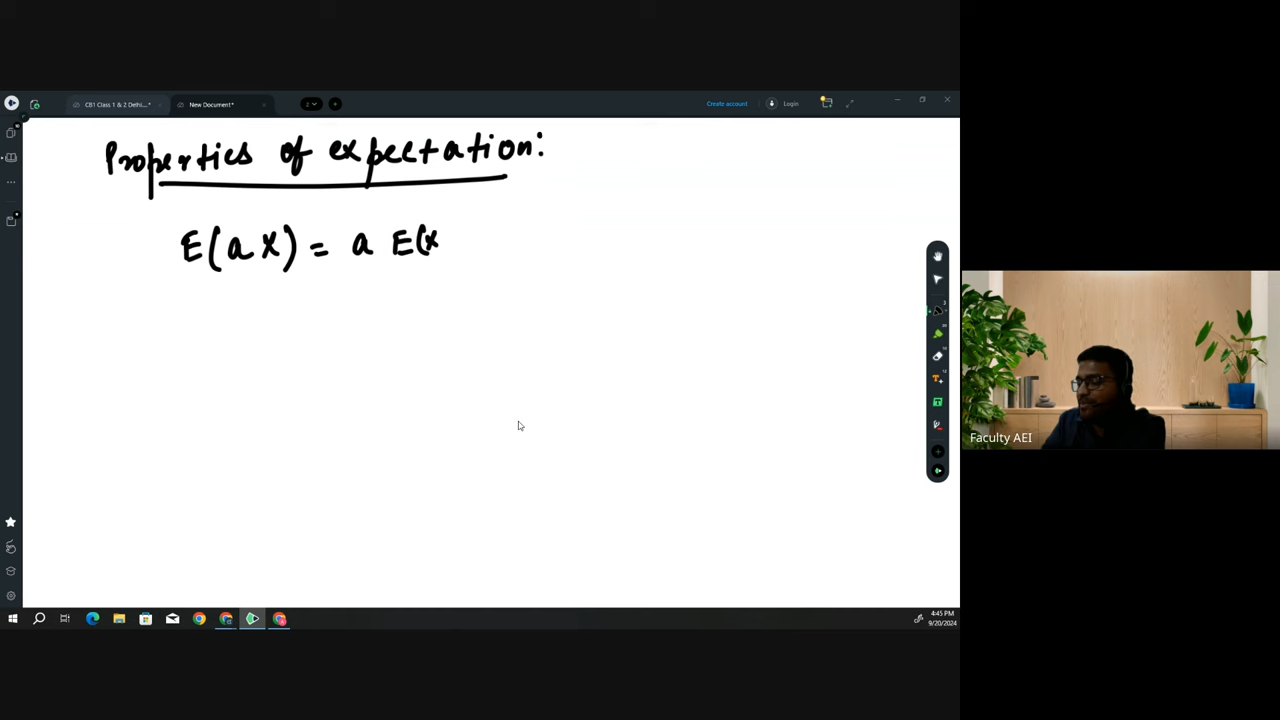 CB1 Class 1 & 2 Delhi...*
New Document*
2
Create account
Login
Properties of expectation:
E(aX) = a E(x
Faculty AEI
4:45 PM
9/20/2024